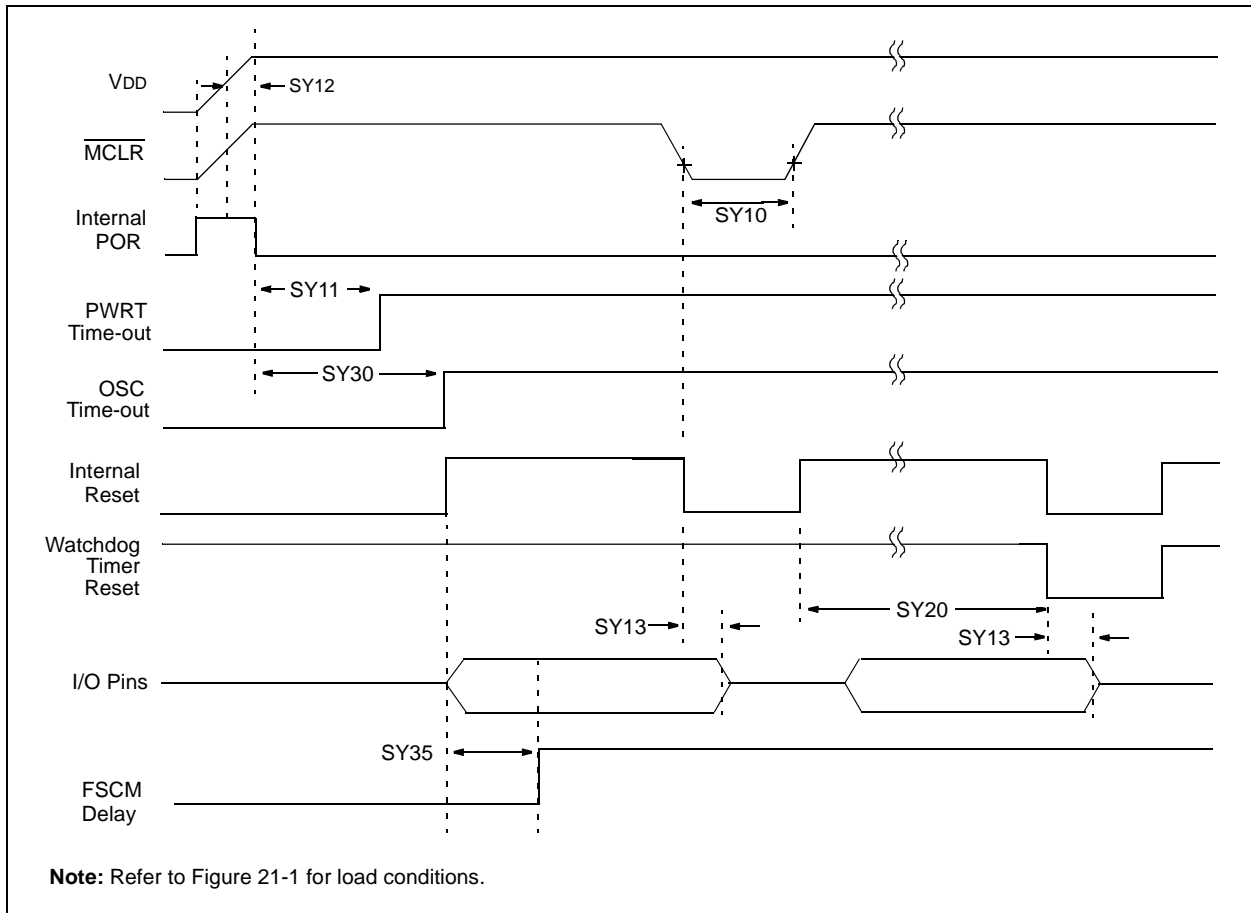 VDD
SY12
MCLR
SY10
Internal
POR
SY11
PWRT
Time-out
SY30
OSC
Time-out
Internal
Reset
Watchdog
Timer
Reset
SY20
SY13
SY13
I/O Pins
SY35
FSCM
Delay
Note: Refer to Figure 21-1 for load conditions.